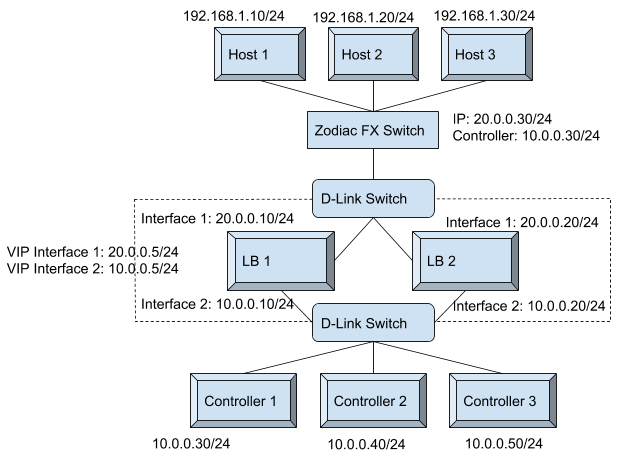 192.168.1.10/24
192.168.1.20/24
192.168.1.30/24
Host 1
Host 2
Host 3
Zodiac FX Switch
IP: 20.0.0.30/24
Controller: 10.0.0.30/24
D-Link Switch
Interface 1: 20.0.0.10/24
Interface 1: 20.0.0.20/24
VIP Interface 1: 20.0.0.5/24
VIP Interface 2: 10.0.0.5/24
LB 1
LB 2
Interface 2: 10.0.0.10/24
Interface 2: 10.0.0.20/24
D-Link Switch
Controller 1
Controller 2
Controller 3
10.0.0.30/24
10.0.0.40/24
10.0.0.50/24